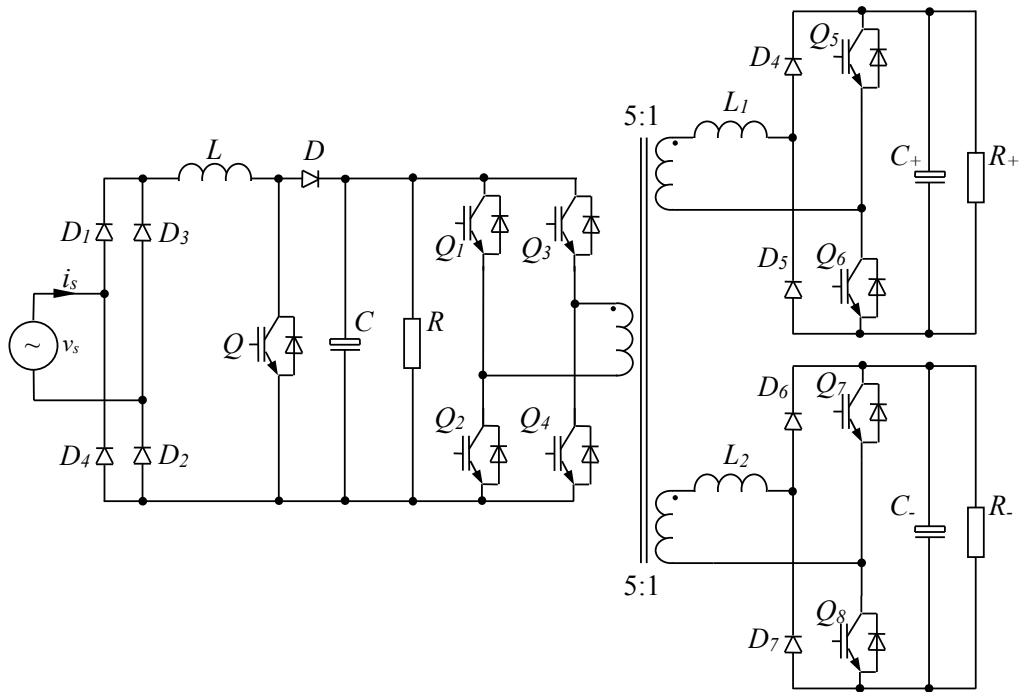 Q5
D4
5:1
L1
C+
R+
L
D
D1
D3
Q1
Q3
D5
Q6
is
C
R
Q
~
vs
D6
Q7
Q2
Q4
D4
D2
L2
C-
R-
5:1
Q8
D7